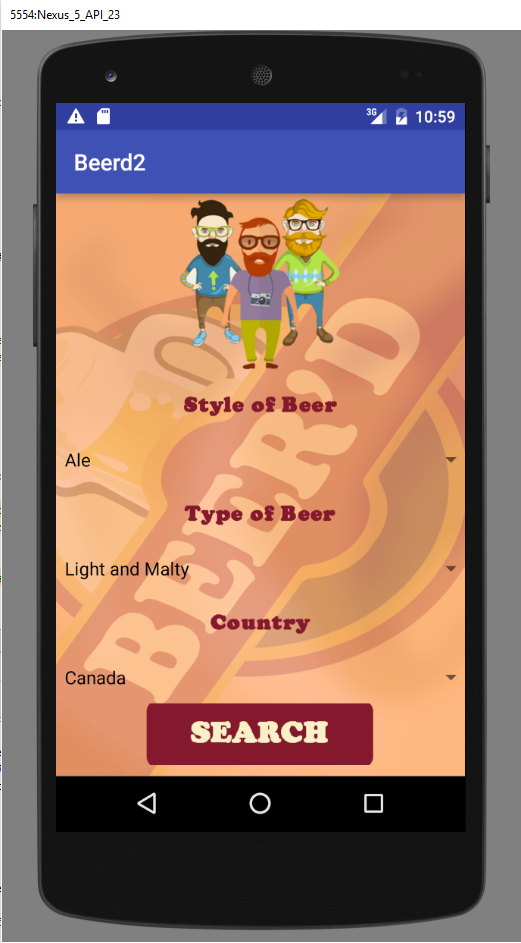 5554:Nexus_5_API_23
3G 10:59
Beerd2
Style of Beer
Ale
Type of Beer
BEER'D
Light and Malty
Country
Canada
SEARCH